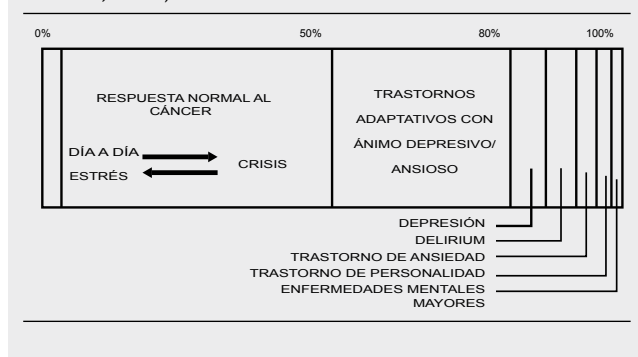 0% 50% 80% 100%
RESPUESTA NORMAL AL
CÁNCER
DÍA A DÍA
ESTRÉS
CRISIS
TRASTORNOS
ADAPTATIVOS CON
ÁNIMO DEPRESIVO/
ANSIOSO
DEPRESIÓN
DELIRIUM
TRASTORNO DE ANSIEDAD
TRASTORNO DE PERSONALIDAD
ENFERMEDADES MENTALES
MAYORES